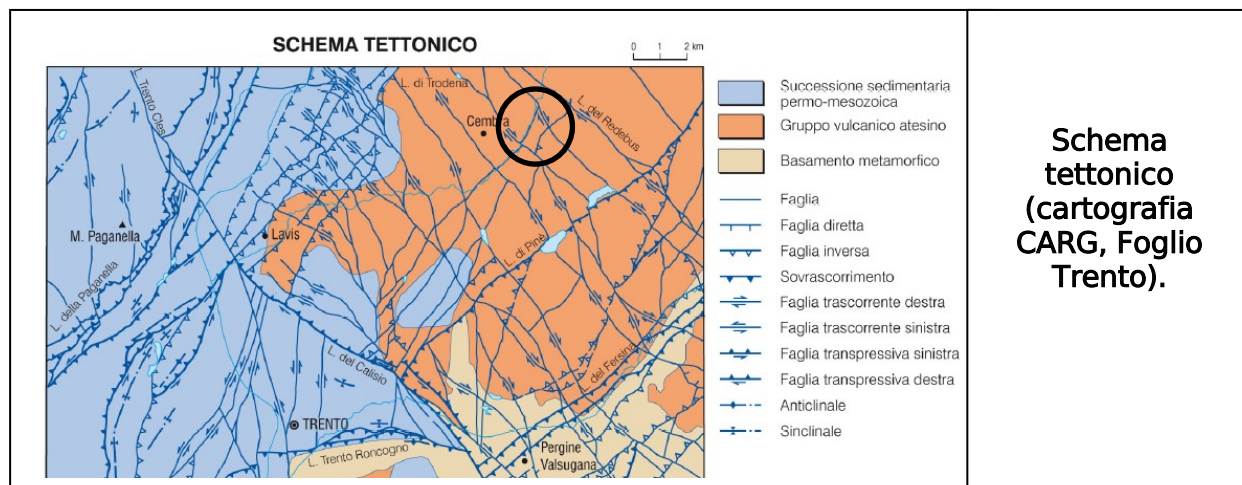 SCHEMA TETTONICO
0 1 2 km
L. Trento Cles
L. di Trodena
L. del Redebus
Cembra
M. Paganella
Lavis
L. di Pinè
L. della Paganella
L. del Calisio
L. del Fersina
TRENTO
L. Trento Roncogno
Pergine
Valsugana
Successione sedimentaria
permo-mesozoica
Gruppo vulcanico atesino
Basamento metamorfico
Faglia
Faglia diretta
Faglia inversa
Sovrascorrimento
Faglia trascorrente destra
Faglia trascorrente sinistra
Faglia transpressiva sinistra
Faglia transpressiva destra
Anticlinale
Sinclinale
Schema
tettonico
(cartografia
CARG, Foglio
Trento).